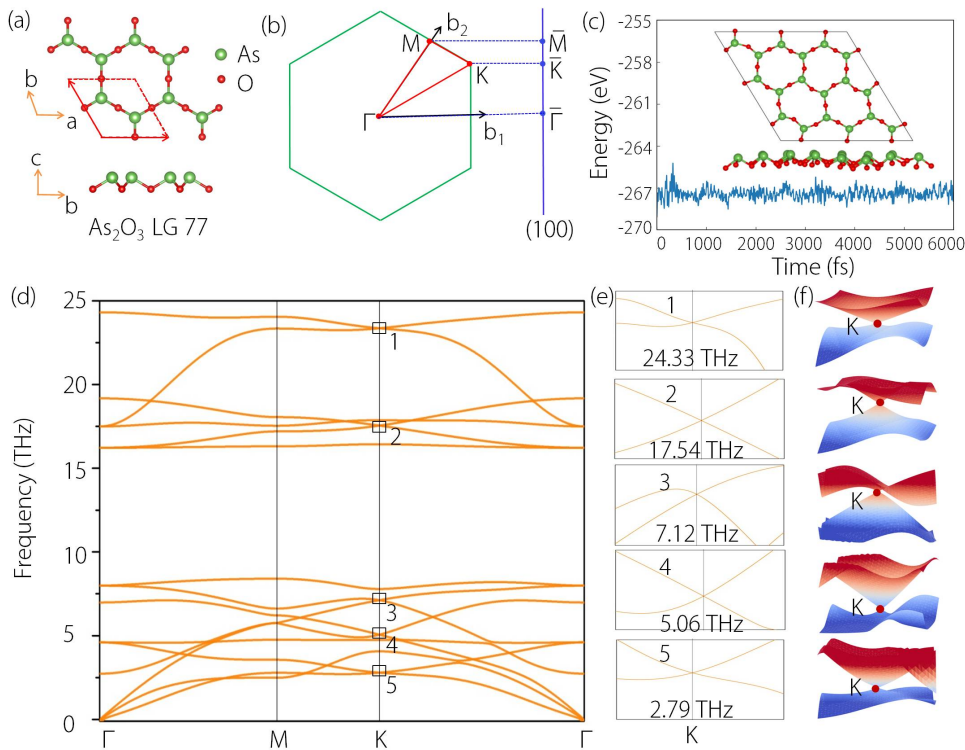 (a)
As
O
b
a
c
b
As₂O₃ LG 77
(b)
M
b₂
K
Γ
b₁
M̄
K̄
Γ̄
(100)
(c)
Energy (eV)
-255
-258
-261
-264
-267
-270
0
1000
2000
3000
4000
5000
6000
Time (fs)
(d)
Frequency (THz)
25
20
15
10
5
0
1
2
3
4
5
Γ
M
K
Γ
(e)
1
24.33 THz
2
17.54 THz
3
7.12 THz
4
5.06 THz
5
2.79 THz
K
(f)
K
K
K
K
K